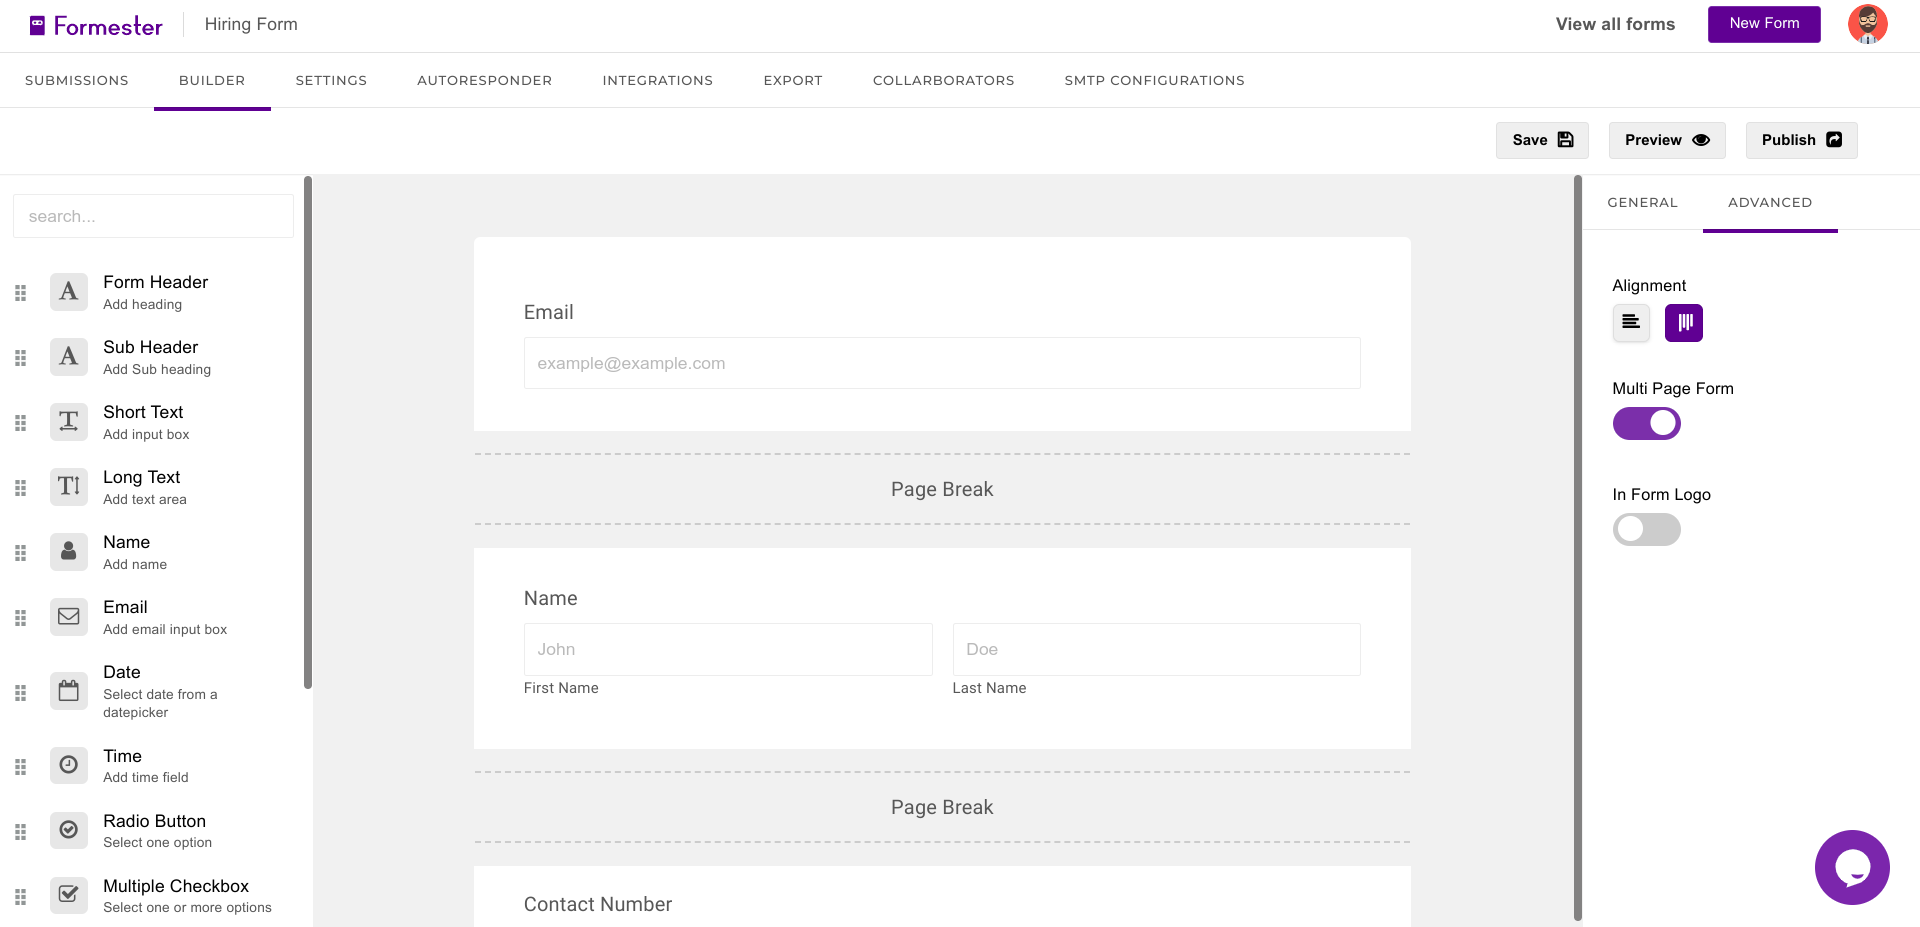 Formester
Hiring Form
View all forms
New Form
SUBMISSIONS
BUILDER
SETTINGS
AUTORESPONDER
INTEGRATIONS
EXPORT
COLLARBORATORS
SMTP CONFIGURATIONS
Save
Preview
Publish
search...
Form Header
Add heading
Sub Header
Add Sub heading
Short Text
Add input box
Long Text
Add text area
Name
Add name
Email
Add email input box
Date
Select date from a
datepicker
Time
Add time field
Radio Button
Select one option
Multiple Checkbox
Select one or more options
Email
example@example.com
Page Break
Name
John
Doe
First Name
Last Name
Page Break
Contact Number
GENERAL
ADVANCED
Alignment
Multi Page Form
In Form Logo